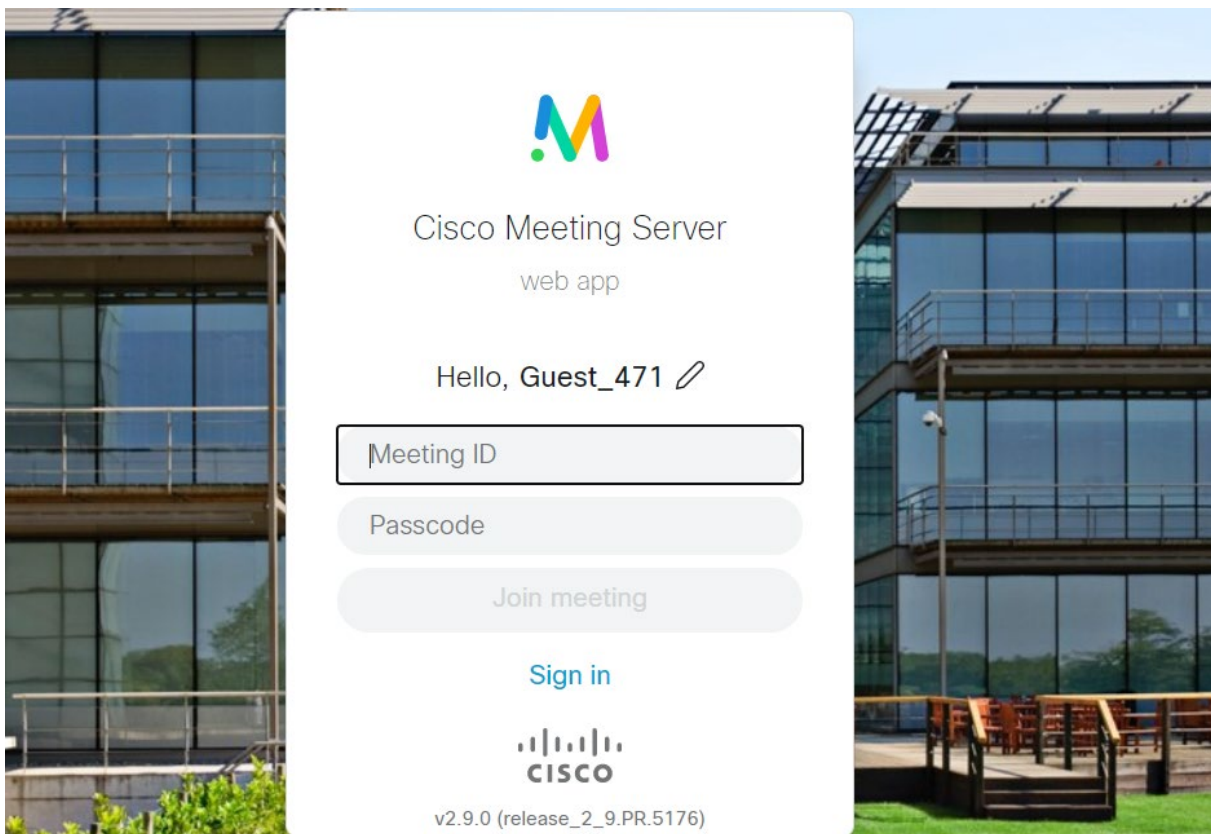 Cisco Meeting Server
web app
Hello, Guest_471
Meeting ID
Passcode
Join meeting
Sign in
CISCO
v2.9.0 (release_2_9.PR.5176)